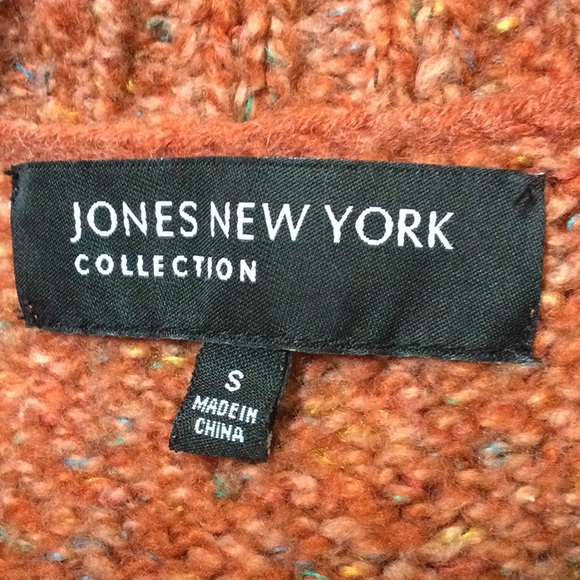 JONES NEW YORK
COLLECTION
S
MADE IN
CHINA